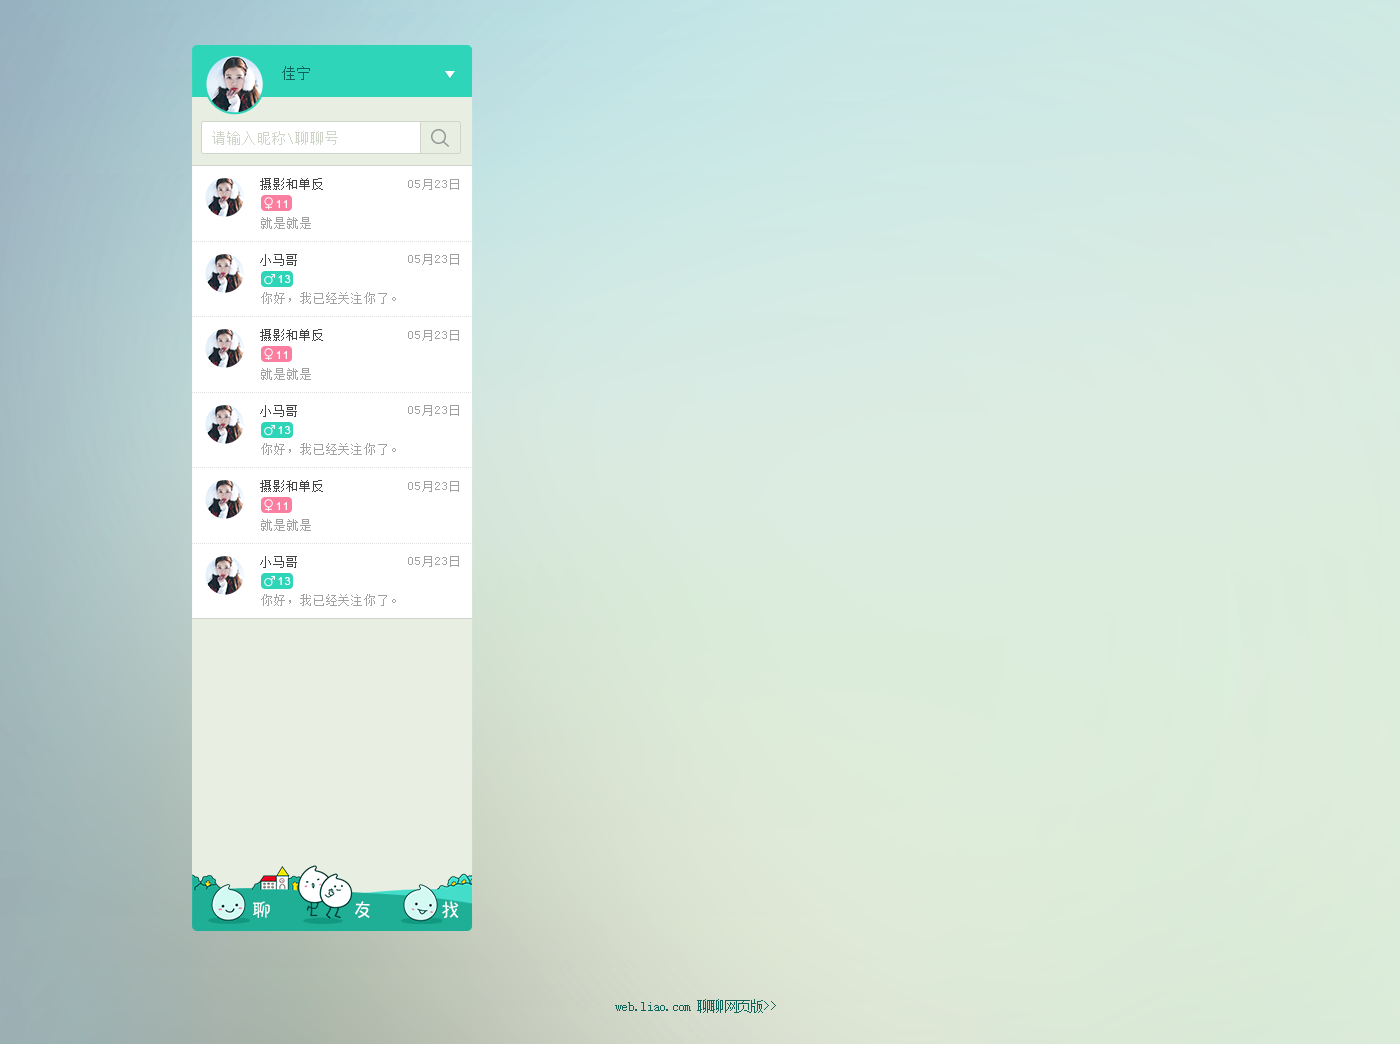 佳宁
请输入昵称\聊聊号
摄影和单反 05月23日
♀11
就是就是
小马哥 05月23日
♂13
你好，我已经关注你了。
摄影和单反 05月23日
♀11
就是就是
小马哥 05月23日
♂13
你好，我已经关注你了。
摄影和单反 05月23日
♀11
就是就是
小马哥 05月23日
♂13
你好，我已经关注你了。
聊 友 找
web.liao.com 聊聊网页版>>